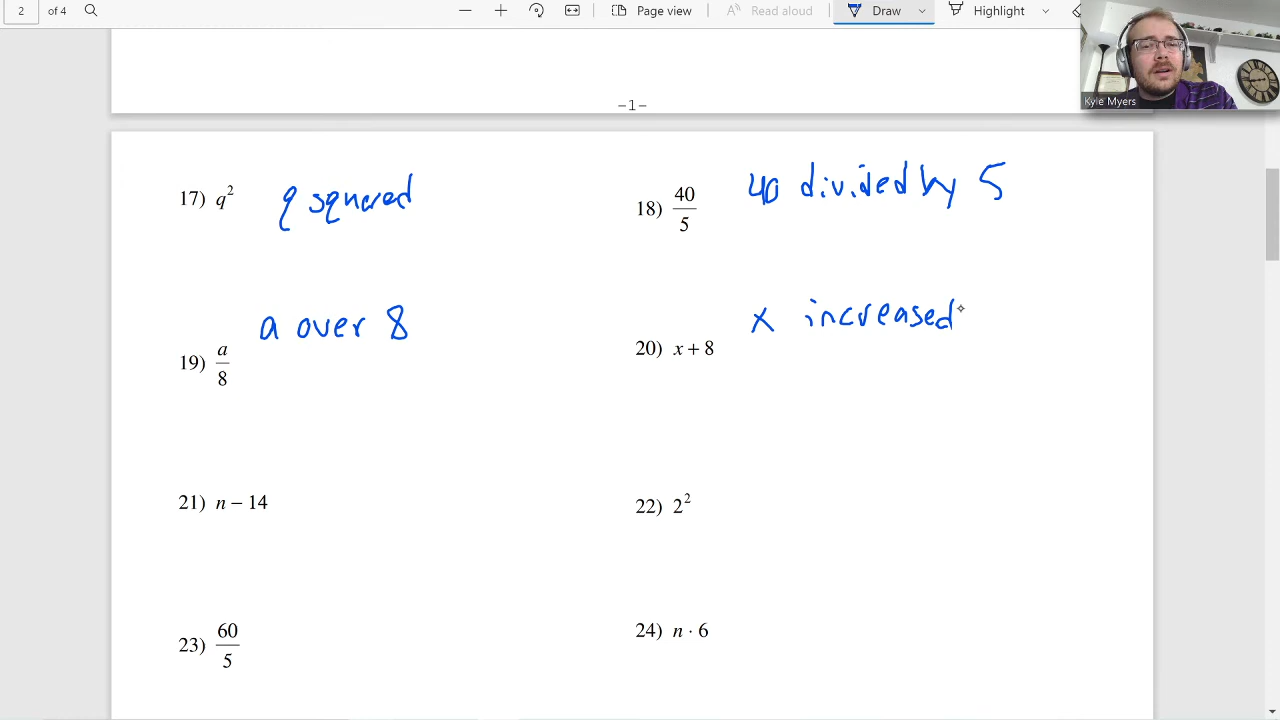 2 of 4 Page view Read aloud Draw Highlight
Kyle Myers
-1-
17) q² q squared
18) 40/5 40 divided by 5
19) a/8 a over 8
20) x + 8 x increased
21) n − 14
22) 2²
23) 60/5
24) n · 6